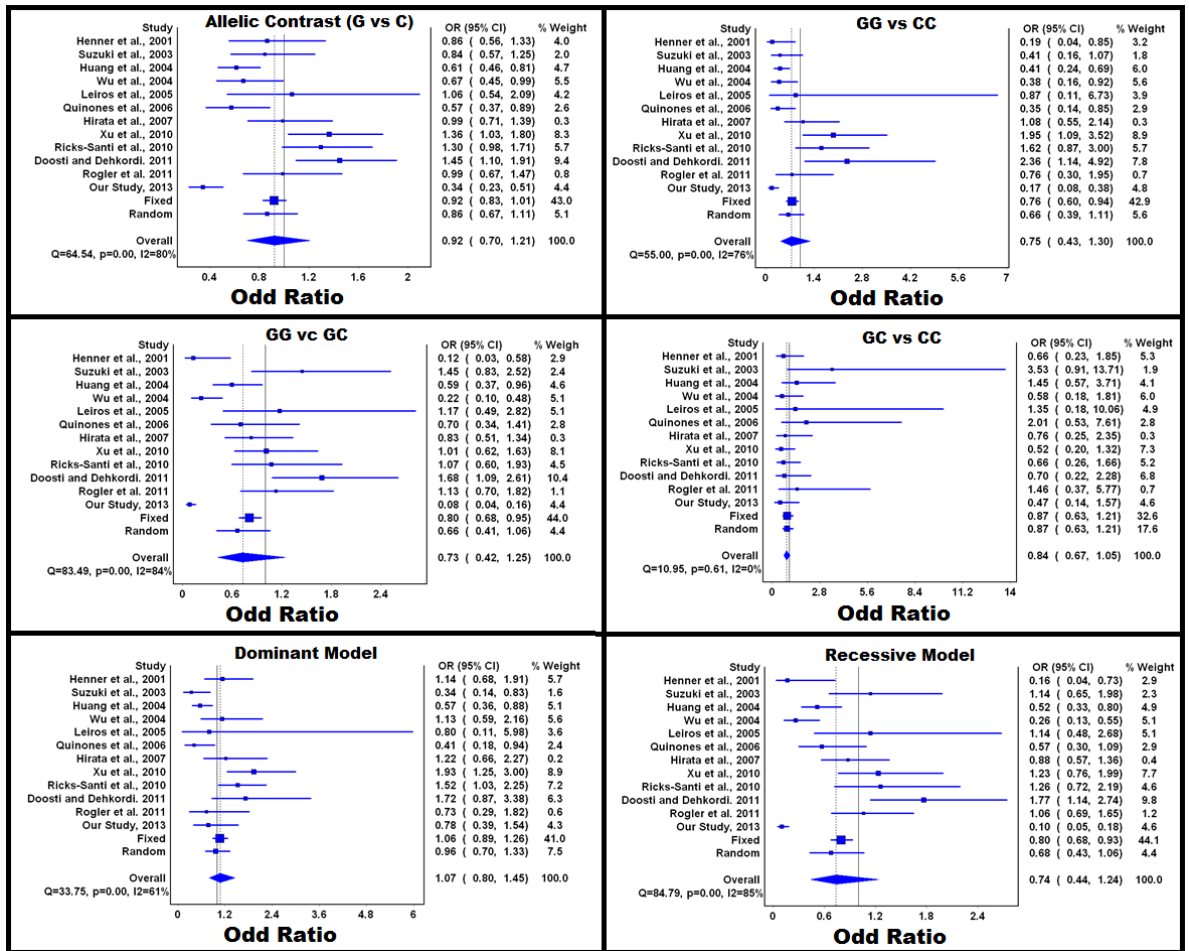 Allelic Contrast (G vs C)
Study OR (95% CI) % Weight
Henner et al., 2001 0.86 ( 0.56, 1.33) 4.0
Suzuki et al., 2003 0.84 ( 0.57, 1.25) 2.0
Huang et al., 2004 0.61 ( 0.46, 0.81) 4.7
Wu et al., 2004 0.67 ( 0.45, 0.99) 5.5
Leiros et al., 2005 1.06 ( 0.54, 2.09) 4.2
Quinones et al., 2006 0.57 ( 0.37, 0.89) 2.6
Hirata et al., 2007 0.99 ( 0.71, 1.39) 0.3
Xu et al., 2010 1.36 ( 1.03, 1.80) 8.3
Ricks-Santi et al., 2010 1.30 ( 0.98, 1.71) 5.7
Doosti and Dehkordi. 2011 1.45 ( 1.10, 1.91) 9.4
Rogler et al., 2011 0.99 ( 0.67, 1.47) 0.8
Our Study, 2013 0.34 ( 0.23, 0.51) 4.4
Fixed 0.92 ( 0.83, 1.01) 43.0
Random 0.86 ( 0.67, 1.11) 5.1
Overall 0.92 ( 0.70, 1.21) 100.0
Q=64.54, p=0.00, I2=80%
0.4 0.8 1.2 1.6 2
Odd Ratio
GG vs CC
Study OR (95% CI) % Weight
Henner et al., 2001 0.19 ( 0.04, 0.85) 3.2
Suzuki et al., 2003 0.41 ( 0.16, 1.07) 1.8
Huang et al., 2004 0.41 ( 0.24, 0.69) 6.0
Wu et al., 2004 0.38 ( 0.16, 0.92) 5.6
Leiros et al., 2005 0.87 ( 0.11, 6.73) 3.9
Quinones et al., 2006 0.35 ( 0.14, 0.85) 2.9
Hirata et al., 2007 1.08 ( 0.55, 2.14) 0.3
Xu et al., 2010 1.95 ( 1.09, 3.52) 8.9
Ricks-Santi et al., 2010 1.62 ( 0.87, 3.00) 5.7
Doosti and Dehkordi. 2011 2.36 ( 1.14, 4.92) 7.8
Rogler et al., 2011 0.76 ( 0.30, 1.95) 0.7
Our Study, 2013 0.17 ( 0.08, 0.38) 4.8
Fixed 0.76 ( 0.60, 0.94) 42.9
Random 0.66 ( 0.39, 1.11) 5.6
Overall 0.75 ( 0.43, 1.30) 100.0
Q=55.00, p=0.00, I2=76%
0 1.4 2.8 4.2 5.6 7
Odd Ratio
GG vc GC
Study OR (95% CI) % Weigh
Henner et al., 2001 0.12 ( 0.03, 0.58) 2.9
Suzuki et al., 2003 1.45 ( 0.83, 2.52) 2.4
Huang et al., 2004 0.59 ( 0.37, 0.96) 4.6
Wu et al., 2004 0.22 ( 0.10, 0.48) 5.1
Leiros et al., 2005 1.17 ( 0.49, 2.82) 5.1
Quinones et al., 2006 0.70 ( 0.34, 1.41) 2.8
Hirata et al., 2007 0.83 ( 0.51, 1.34) 0.3
Xu et al., 2010 1.01 ( 0.62, 1.63) 8.1
Ricks-Santi et al., 2010 1.07 ( 0.60, 1.93) 4.5
Doosti and Dehkordi. 2011 1.68 ( 1.09, 2.61) 10.4
Rogler et al., 2011 1.13 ( 0.70, 1.82) 1.1
Our Study, 2013 0.08 ( 0.04, 0.16) 4.4
Fixed 0.80 ( 0.68, 0.95) 44.0
Random 0.66 ( 0.41, 1.06) 4.4
Overall 0.73 ( 0.42, 1.25) 100.0
Q=83.49, p=0.00, I2=84%
0 0.6 1.2 1.8 2.4
Odd Ratio
GC vs CC
Study OR (95% CI) % Weight
Henner et al., 2001 0.66 ( 0.23, 1.85) 5.3
Suzuki et al., 2003 3.53 ( 0.91, 13.71) 1.9
Huang et al., 2004 1.45 ( 0.57, 3.71) 4.1
Wu et al., 2004 0.58 ( 0.18, 1.81) 6.0
Leiros et al., 2005 1.35 ( 0.18, 10.06) 4.9
Quinones et al., 2006 2.01 ( 0.53, 7.61) 2.8
Hirata et al., 2007 0.76 ( 0.25, 2.35) 0.3
Xu et al., 2010 0.52 ( 0.20, 1.32) 7.3
Ricks-Santi et al., 2010 0.66 ( 0.26, 1.66) 5.2
Doosti and Dehkordi. 2011 0.70 ( 0.22, 2.28) 6.8
Rogler et al., 2011 1.46 ( 0.37, 5.77) 0.7
Our Study, 2013 0.47 ( 0.14, 1.57) 4.6
Fixed 0.87 ( 0.63, 1.21) 32.6
Random 0.87 ( 0.63, 1.21) 17.6
Overall 0.84 ( 0.67, 1.05) 100.0
Q=10.95, p=0.61, I2=0%
0 2.8 5.6 8.4 11.2 14
Odd Ratio
Dominant Model
Study OR (95% CI) % Weight
Henner et al., 2001 1.14 ( 0.68, 1.91) 5.7
Suzuki et al., 2003 0.34 ( 0.14, 0.83) 1.6
Huang et al., 2004 0.57 ( 0.36, 0.88) 5.1
Wu et al., 2004 1.13 ( 0.59, 2.16) 5.6
Leiros et al., 2005 0.80 ( 0.11, 5.98) 3.6
Quinones et al., 2006 0.41 ( 0.18, 0.94) 2.4
Hirata et al., 2007 1.22 ( 0.66, 2.27) 0.2
Xu et al., 2010 1.93 ( 1.25, 3.00) 8.9
Ricks-Santi et al., 2010 1.52 ( 1.03, 2.25) 7.2
Doosti and Dehkordi. 2011 1.72 ( 0.87, 3.38) 6.3
Rogler et al., 2011 0.73 ( 0.29, 1.82) 0.6
Our Study, 2013 0.78 ( 0.39, 1.54) 4.3
Fixed 1.06 ( 0.89, 1.26) 41.0
Random 0.96 ( 0.70, 1.33) 7.5
Overall 1.07 ( 0.80, 1.45) 100.0
Q=33.75, p=0.00, I2=61%
0 1.2 2.4 3.6 4.8 6
Odd Ratio
Recessive Model
Study OR (95% CI) % Weight
Henner et al., 2001 0.16 ( 0.04, 0.73) 2.9
Suzuki et al., 2003 1.14 ( 0.65, 1.98) 2.3
Huang et al., 2004 0.52 ( 0.33, 0.80) 4.9
Wu et al., 2004 0.26 ( 0.13, 0.55) 5.1
Leiros et al., 2005 1.14 ( 0.48, 2.68) 5.1
Quinones et al., 2006 0.57 ( 0.30, 1.09) 2.9
Hirata et al., 2007 0.88 ( 0.57, 1.36) 0.4
Xu et al., 2010 1.23 ( 0.76, 1.99) 7.7
Ricks-Santi et al., 2010 1.26 ( 0.72, 2.19) 4.6
Doosti and Dehkordi. 2011 1.77 ( 1.14, 2.74) 9.8
Rogler et al., 2011 1.06 ( 0.69, 1.65) 1.2
Our Study, 2013 0.10 ( 0.05, 0.18) 4.6
Fixed 0.80 ( 0.68, 0.93) 44.1
Random 0.68 ( 0.43, 1.06) 4.4
Overall 0.74 ( 0.44, 1.24) 100.0
Q=84.79, p=0.00, I2=85%
0 0.6 1.2 1.8 2.4
Odd Ratio